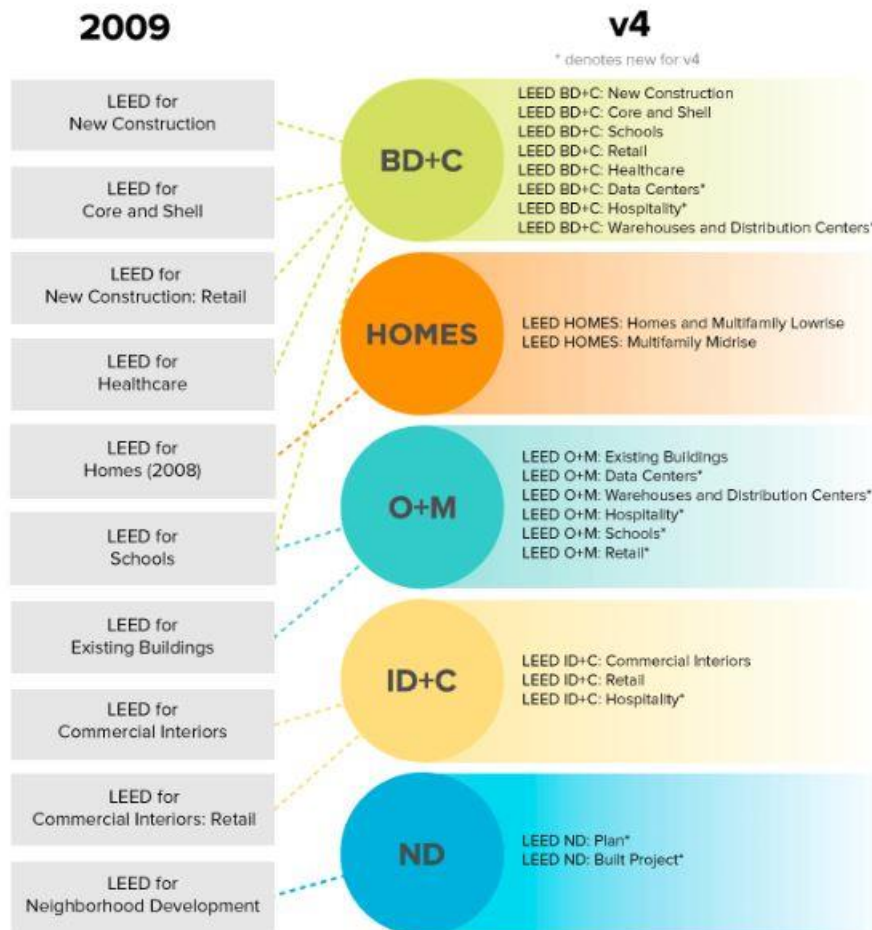 2009
v4
* denotes new for v4
LEED for
New Construction
LEED for
Core and Shell
LEED for
New Construction: Retail
LEED for
Healthcare
LEED for
Homes (2008)
LEED for
Schools
LEED for
Existing Buildings
LEED for
Commercial Interiors
LEED for
Commercial Interiors: Retail
LEED for
Neighborhood Development
BD+C
LEED BD+C: New Construction
LEED BD+C: Core and Shell
LEED BD+C: Schools
LEED BD+C: Retail
LEED BD+C: Healthcare
LEED BD+C: Data Centers*
LEED BD+C: Hospitality*
LEED BD+C: Warehouses and Distribution Centers*
HOMES
LEED HOMES: Homes and Multifamily Lowrise
LEED HOMES: Multifamily Midrise
O+M
LEED O+M: Existing Buildings
LEED O+M: Data Centers*
LEED O+M: Warehouses and Distribution Centers*
LEED O+M: Hospitality*
LEED O+M: Schools*
LEED O+M: Retail*
ID+C
LEED ID+C: Commercial Interiors
LEED ID+C: Retail
LEED ID+C: Hospitality*
ND
LEED ND: Plan*
LEED ND: Built Project*